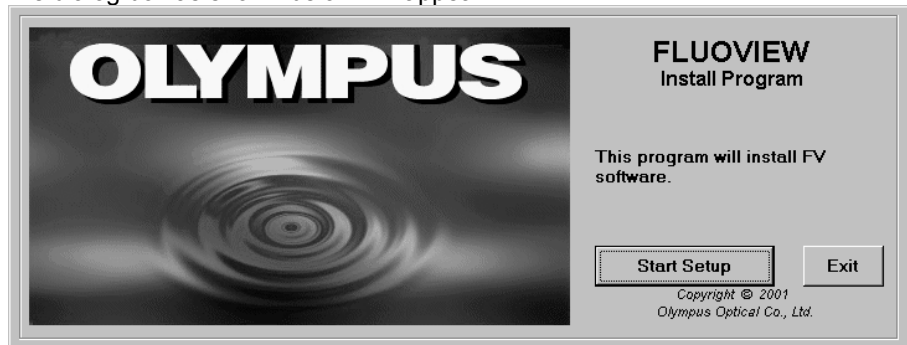 OLYMPUS
FLUOVIEW
Install Program
This program will install FV
software.
Start Setup
Exit
Copyright © 2001
Olympus Optical Co., Ltd.